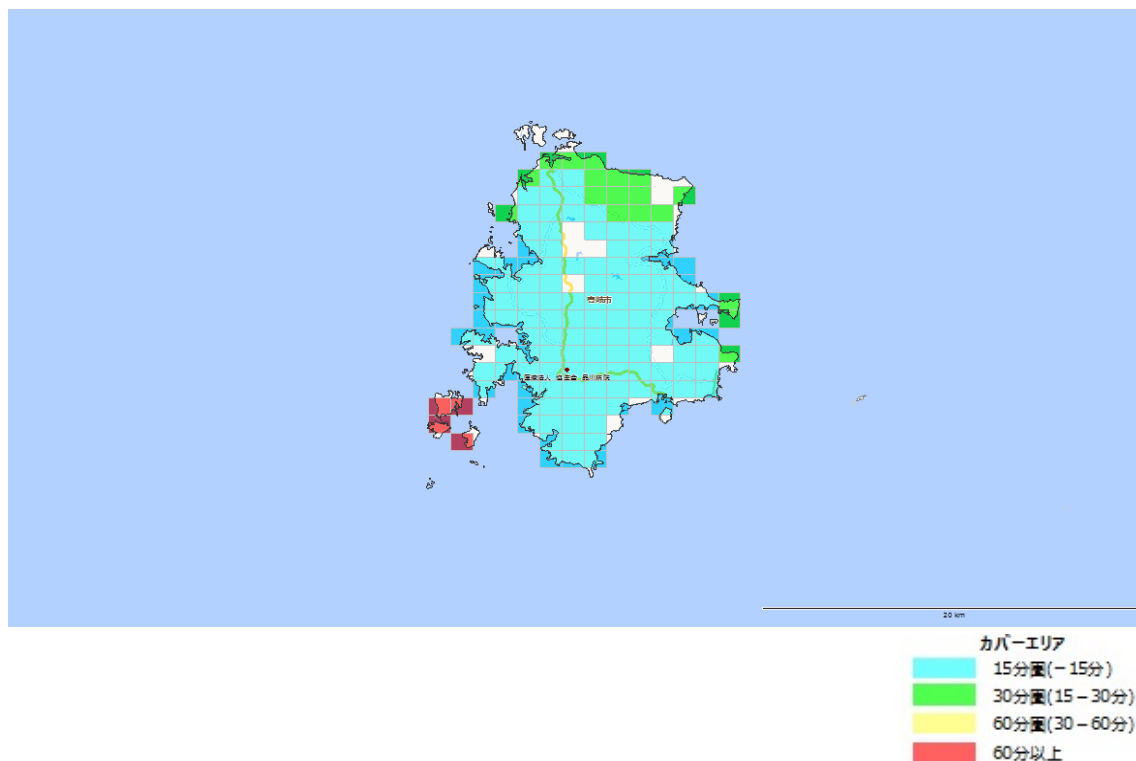 壱岐市
医療法人 協生会 品川病院
20 km
カバーエリア
15分圏(－15分)
30分圏(15－30分)
60分圏(30－60分)
60分以上